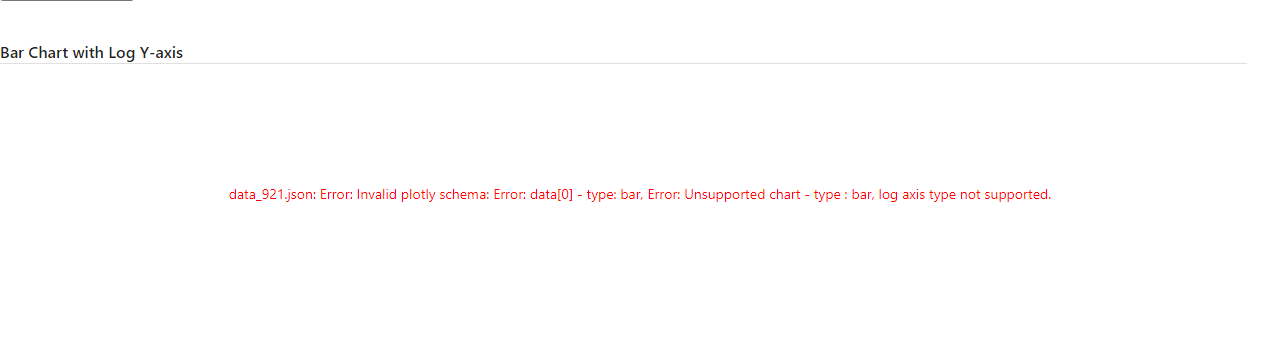 Bar Chart with Log Y-axis
data_921.json: Error: Invalid plotly schema: Error: data[0] - type: bar, Error: Unsupported chart - type : bar, log axis type not supported.